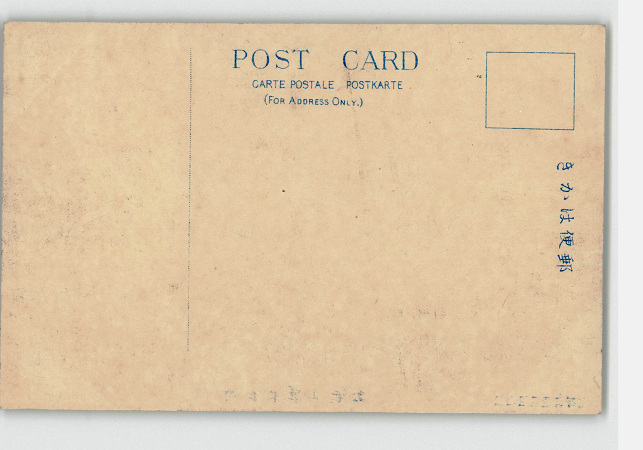 POST CARD
CARTE POSTALE POSTKARTE
(FOR ADDRESS ONLY.)
きかは便郵